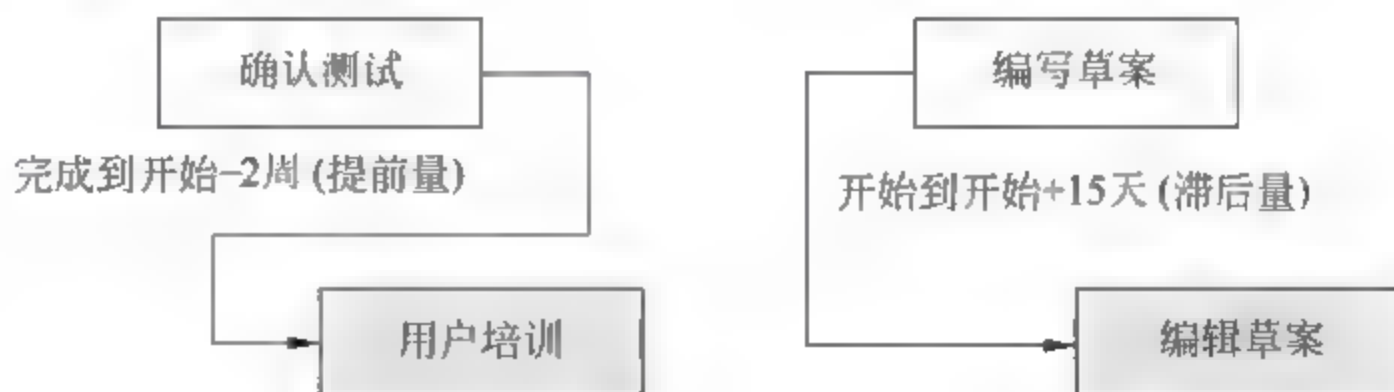 确认测试
编写草案
完成到开始-2周 (提前量)
开始到开始+15天 (滞后量)
用户培训
编辑草案